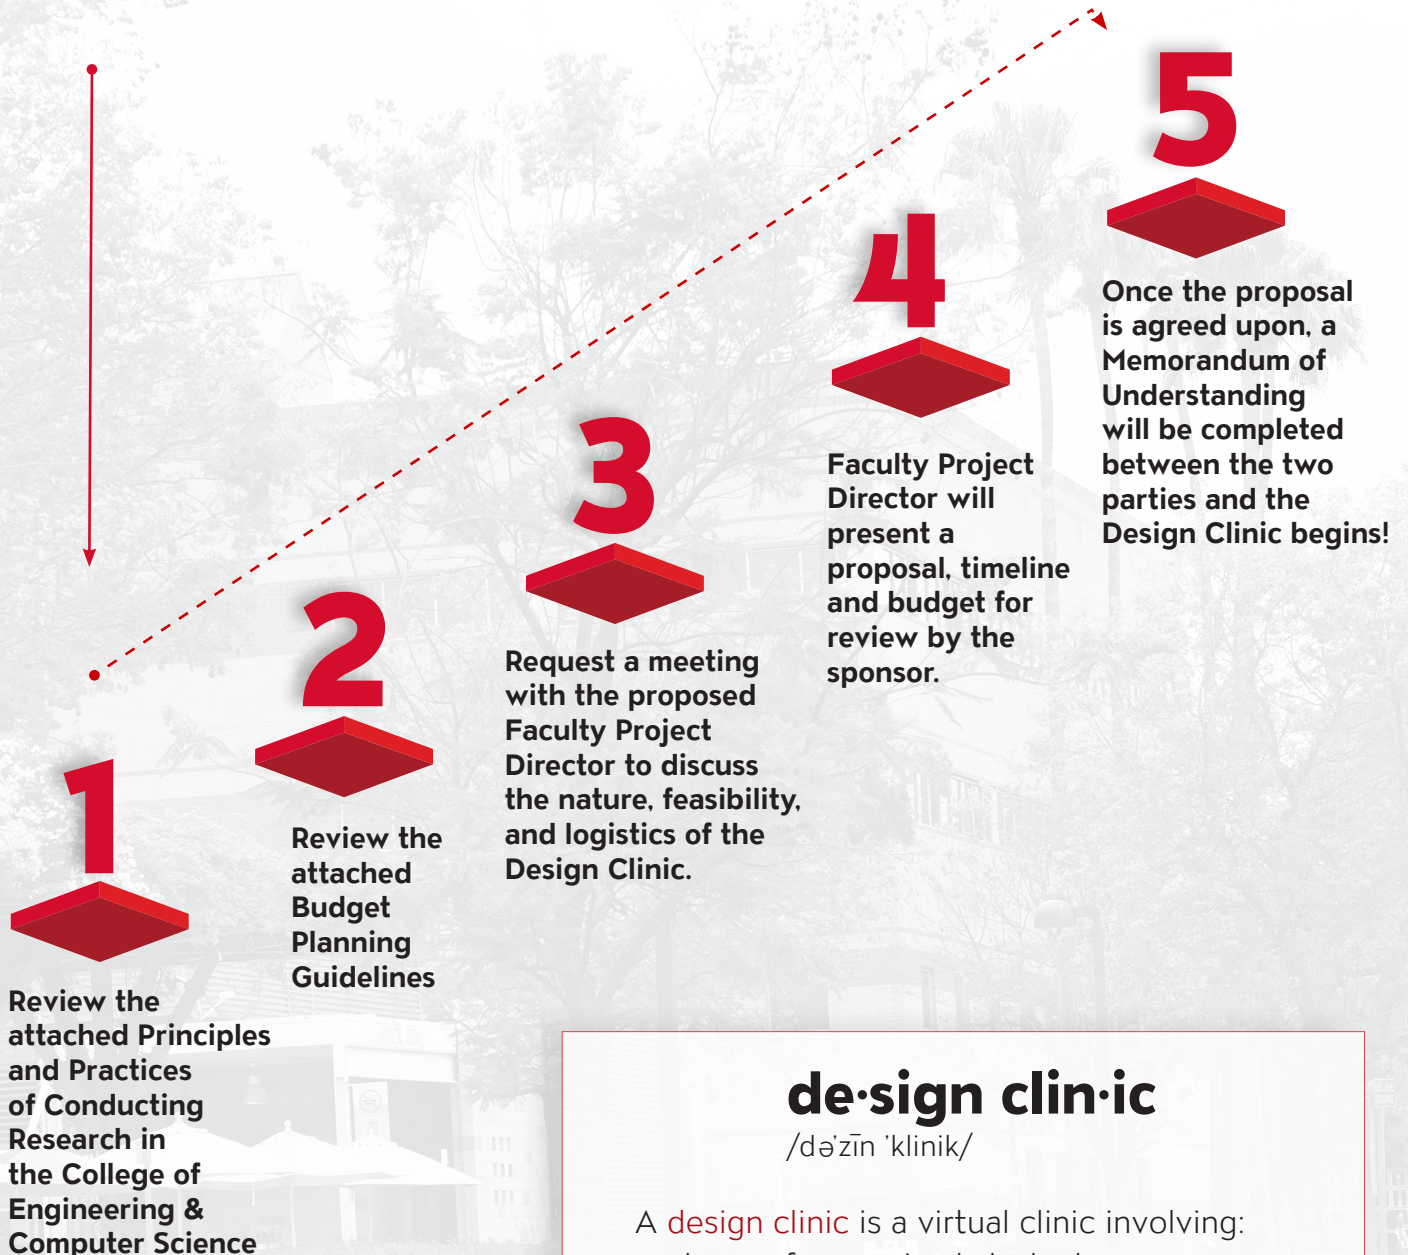 1
Review the
attached Principles
and Practices
of Conducting
Research in
the College of
Engineering &
Computer Science
2
Review the
attached
Budget
Planning
Guidelines
3
Request a meeting
with the proposed
Faculty Project
Director to discuss
the nature, feasibility,
and logistics of the
Design Clinic.
4
Faculty Project
Director will
present a
proposal, timeline
and budget for
review by the
sponsor.
5
Once the proposal
is agreed upon, a
Memorandum of
Understanding
will be completed
between the two
parties and the
Design Clinic begins!
de·sign clin·ic
/də’zīn ’klinik/
A design clinic is a virtual clinic involving: